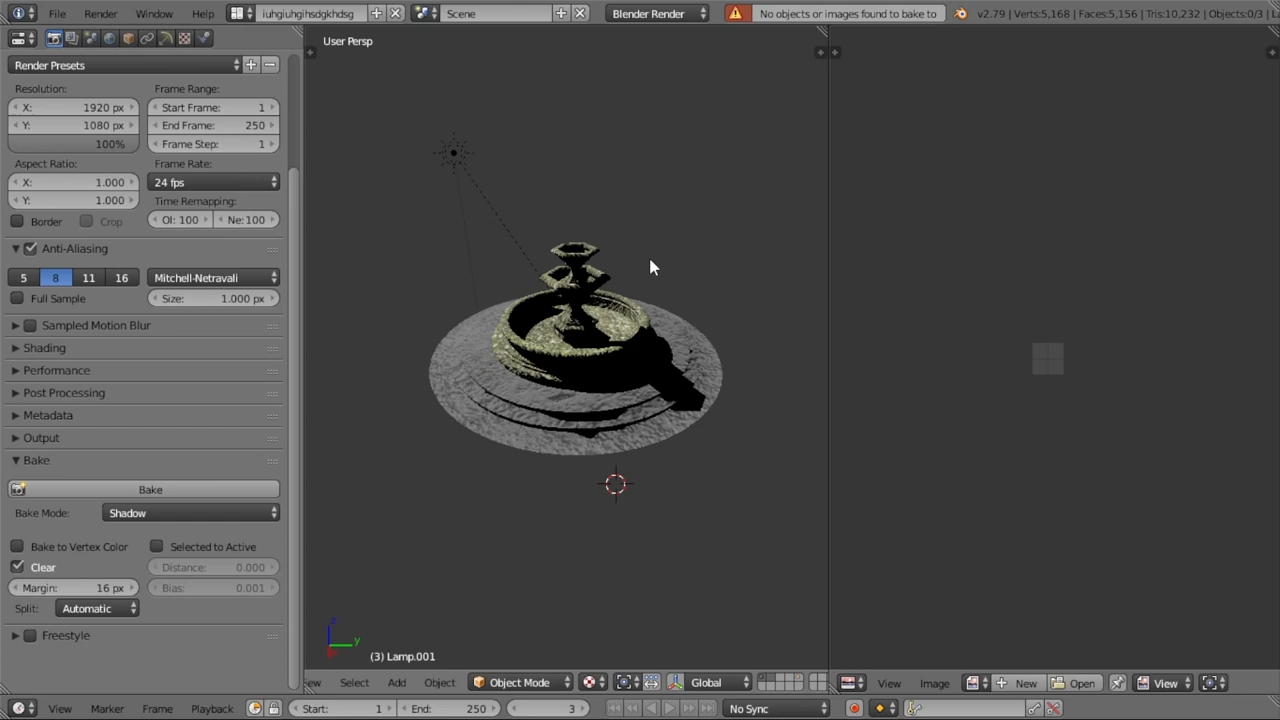 File Render Window Help iuhgiuhgihsdgkhdsg Scene Blender Render No objects or images found to bake to v2.79 | Verts:5,168 | Faces:5,156 | Tris:10,232 | Objects:0/3 | L
Render Presets
Resolution: Frame Range:
X: 1920 px Start Frame: 1
Y: 1080 px End Frame: 250
100% Frame Step: 1
Aspect Ratio: Frame Rate:
X: 1.000 24 fps
Y: 1.000 Time Remapping:
Border Crop Ol: 100 Ne:100
Anti-Aliasing
5 8 11 16 Mitchell-Netravali
Full Sample Size: 1.000 px
Sampled Motion Blur
Shading
Performance
Post Processing
Metadata
Output
Bake
Bake
Bake Mode: Shadow
Bake to Vertex Color Selected to Active
Clear Distance: 0.000
Margin: 16 px Bias: 0.001
Split: Automatic
Freestyle
User Persp
z
y
(3) Lamp.001
ew Select Add Object Object Mode Global
View Image New Open View
View Marker Frame Playback Start: 1 End: 250 3 No Sync